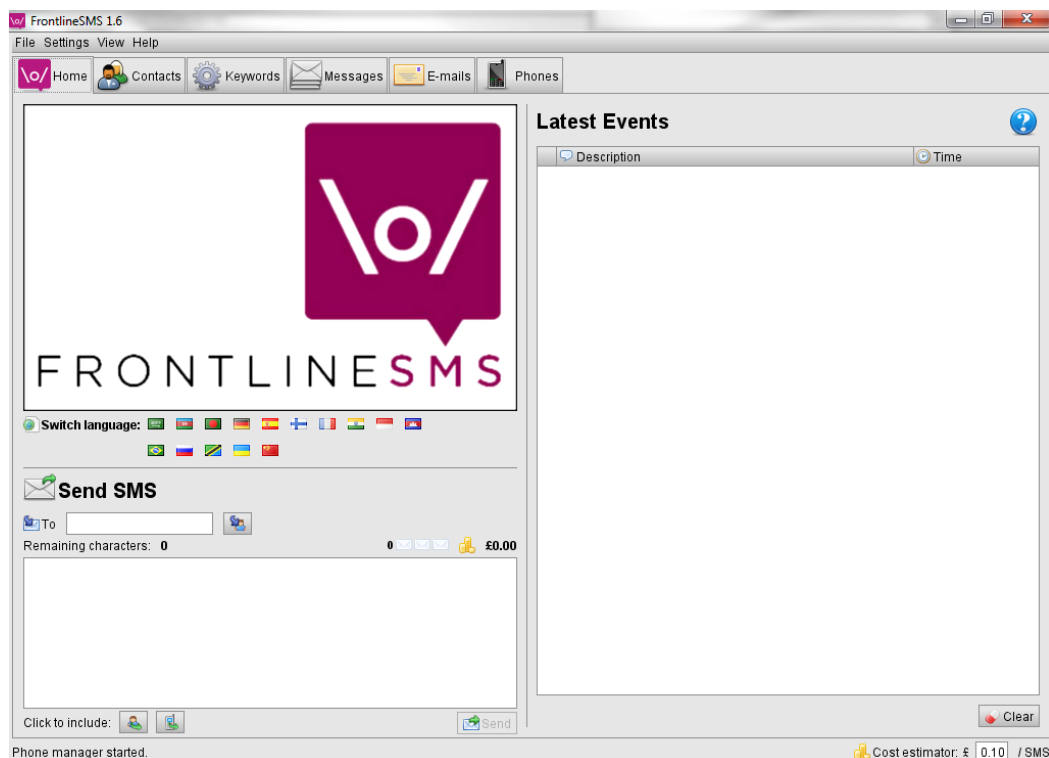 FrontlineSMS 1.6
File Settings View Help
\o/ Home Contacts Keywords Messages E-mails Phones
\o/
FRONTLINESMS
Switch language:
Send SMS
To
Remaining characters: 0 0 £0.00
Click to include: Send
Latest Events
Description Time
Clear
Phone manager started. Cost estimator: £ 0.10 / SMS